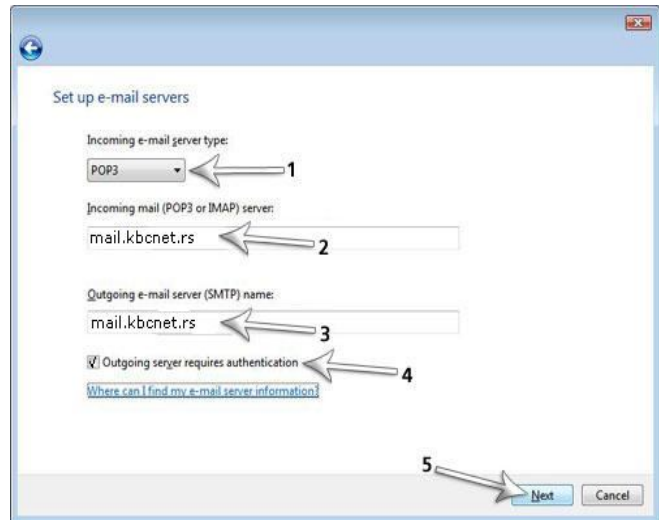 Set up e-mail servers
Incoming e-mail server type:
POP3
1
Incoming mail (POP3 or IMAP) server:
mail.kbcnet.rs
2
Outgoing e-mail server (SMTP) name:
mail.kbcnet.rs
3
Outgoing server requires authentication
4
Where can I find my e-mail server information?
5
Next Cancel